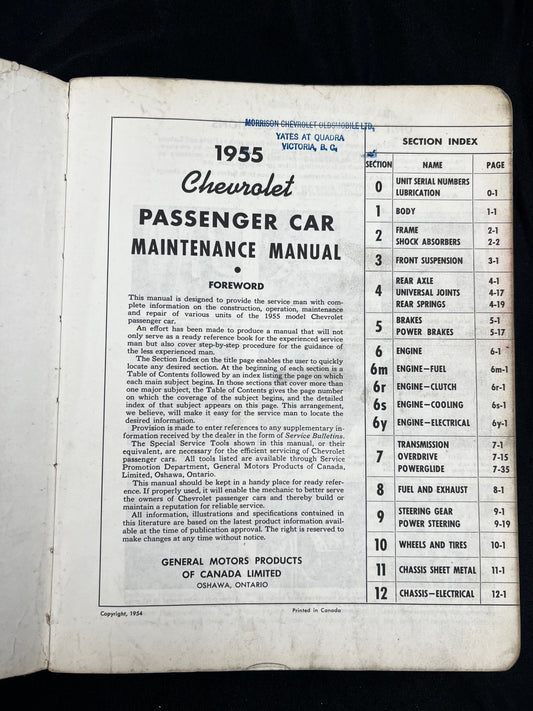 MORRISON CHEVROLET OLDSMOBILE LTD.
YATES AT QUADRA
VICTORIA, B. C.
1955
Chevrolet
PASSENGER CAR
MAINTENANCE MANUAL
•
FOREWORD
This manual is designed to provide the service man with com-
plete information on the construction, operation, maintenance
and repair of various units of the 1955 model Chevrolet
passenger car.
An effort has been made to produce a manual that will not
only serve as a ready reference book for the experienced service
man but also cover step-by-step procedure for the guidance of
the less experienced man.
The Section Index on the title page enables the user to quickly
locate any desired section. At the beginning of each section is a
Table of Contents followed by an index listing the page on which
each main subject begins. In those sections that cover more than
one major subject, the Table of Contents gives the page number
on which the coverage of the subject begins, and the detailed
index of that subject appears on this page. This arrangement,
we believe, will make it easy for the service man to locate the
desired information.
Provision is made to enter references to any supplementary in-
formation received by the dealer in the form of Service Bulletins.
The Special Service Tools shown in this manual, or their
equivalent, are necessary for the efficient servicing of Chevrolet
passenger cars. All tools listed are available through Service
Promotion Department, General Motors Products of Canada,
Limited, Oshawa, Ontario.
This manual should be kept in a handy place for ready refer-
ence. If properly used, it will enable the mechanic to better serve
the owners of Chevrolet passenger cars and thereby build or
maintain a reputation for reliable service.
All information, illustrations and specifications contained in
this literature are based on the latest product information avail-
able at the time of publication approval. The right is reserved to
make changes at any time without notice.
GENERAL MOTORS PRODUCTS
OF CANADA LIMITED
OSHAWA, ONTARIO
Copyright, 1954
Printed in Canada
SECTION INDEX
SECTION NAME PAGE
0 UNIT SERIAL NUMBERS
LUBRICATION 0-1
1 BODY 1-1
2 FRAME 2-1
SHOCK ABSORBERS 2-2
3 FRONT SUSPENSION 3-1
4 REAR AXLE 4-1
UNIVERSAL JOINTS 4-17
REAR SPRINGS 4-19
5 BRAKES 5-1
POWER BRAKES 5-17
6 ENGINE 6-1
6m ENGINE—FUEL 6m-1
6r ENGINE—CLUTCH 6r-1
6s ENGINE—COOLING 6s-1
6y ENGINE—ELECTRICAL 6y-1
7 TRANSMISSION 7-1
OVERDRIVE 7-15
POWERGLIDE 7-35
8 FUEL AND EXHAUST 8-1
9 STEERING GEAR 9-1
POWER STEERING 9-19
10 WHEELS AND TIRES 10-1
11 CHASSIS SHEET METAL 11-1
12 CHASSIS—ELECTRICAL 12-1